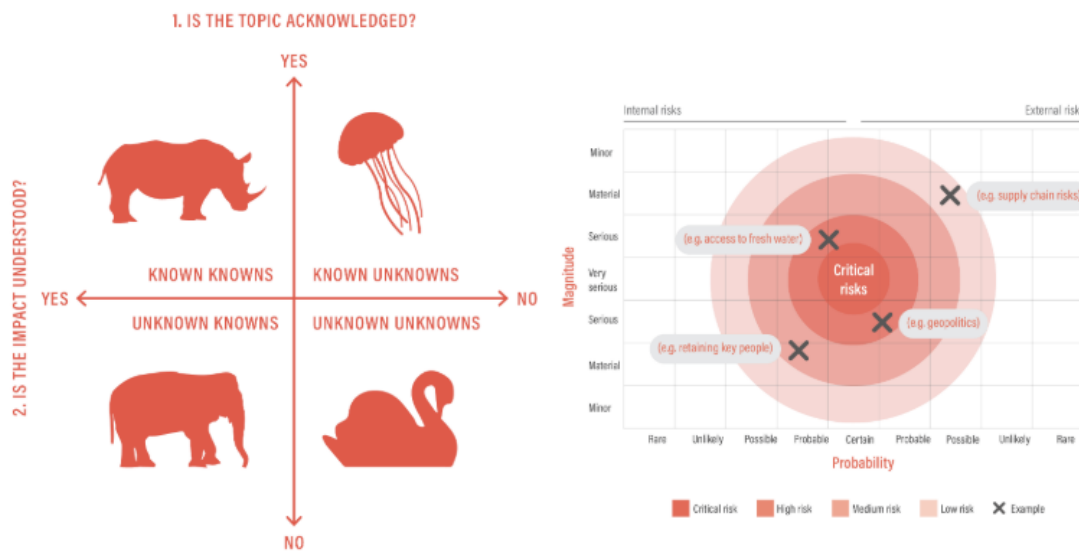 1. IS THE TOPIC ACKNOWLEDGED?
YES
2. IS THE IMPACT UNDERSTOOD?
KNOWN KNOWNS
KNOWN UNKNOWNS
YES
NO
UNKNOWN KNOWNS
UNKNOWN UNKNOWNS
NO
Internal risks
External risk
Magnitude
Minor
Material
(e.g. supply chain risks)
Serious
(e.g. access to fresh water)
Very
serious
Critical
risks
Serious
(e.g. geopolitics)
(e.g. retaining key people)
Material
Minor
Rare
Unlikely
Possible
Probable
Certain
Probable
Possible
Unlikely
Rare
Probability
Critical risk
High risk
Medium risk
Low risk
Example